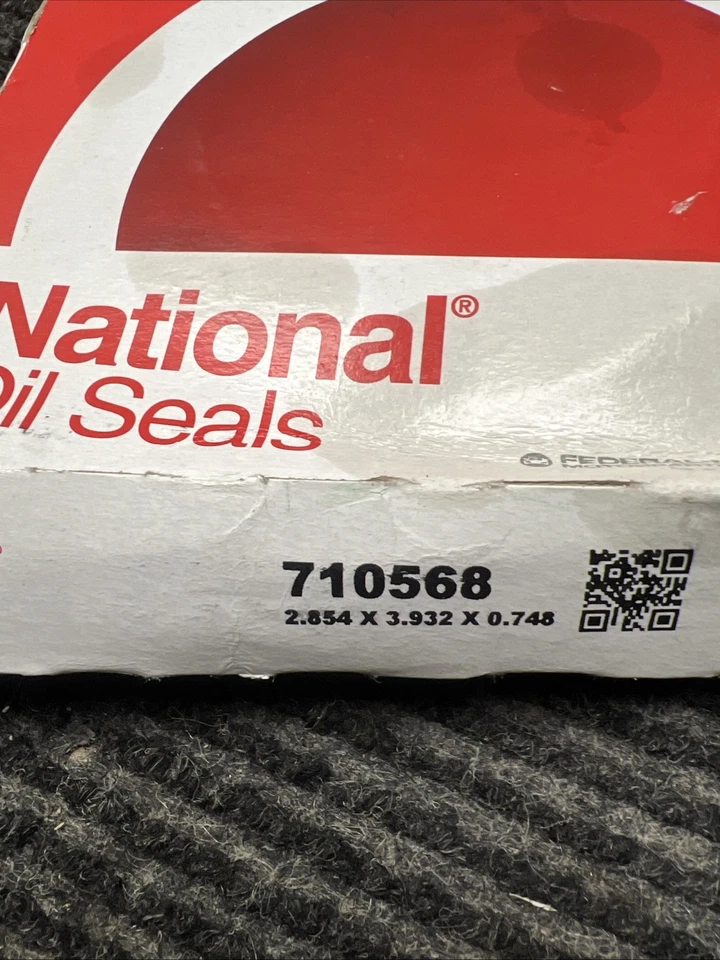 National®
Oil Seals
710568
2.854 X 3.932 X 0.748